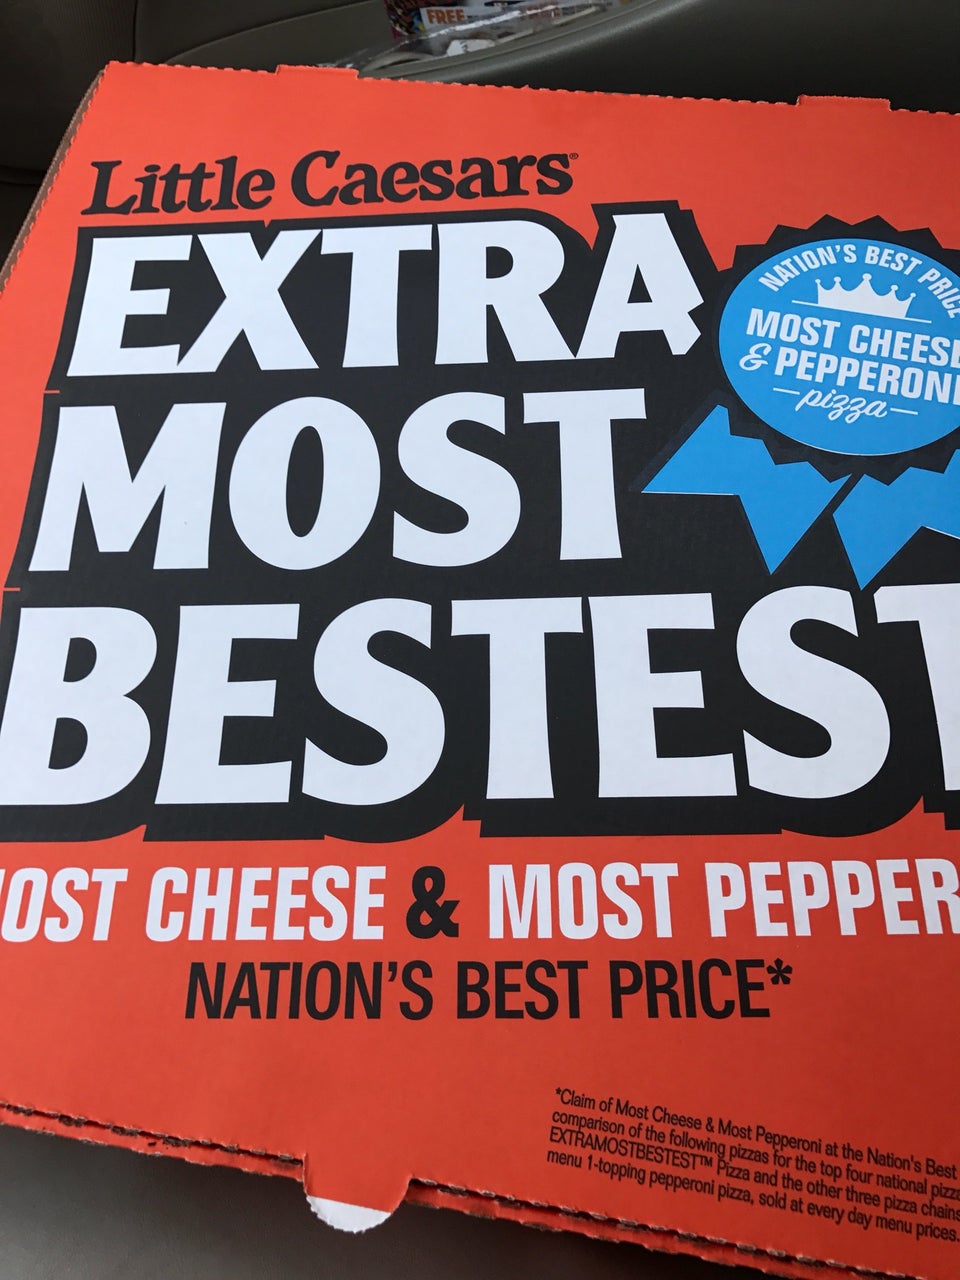 FREE
Little Caesars®
EXTRA
MOST
BESTEST
NATION'S BEST PRICE
MOST CHEESE
& PEPPERONI
pizza
OST CHEESE & MOST PEPPER
NATION'S BEST PRICE*
*Claim of Most Cheese & Most Pepperoni at the Nation's Best
comparison of the following pizzas for the top four national pizza
EXTRAMOSTBESTEST™ Pizza and the other three pizza chains
menu 1-topping pepperoni pizza, sold at every day menu prices.